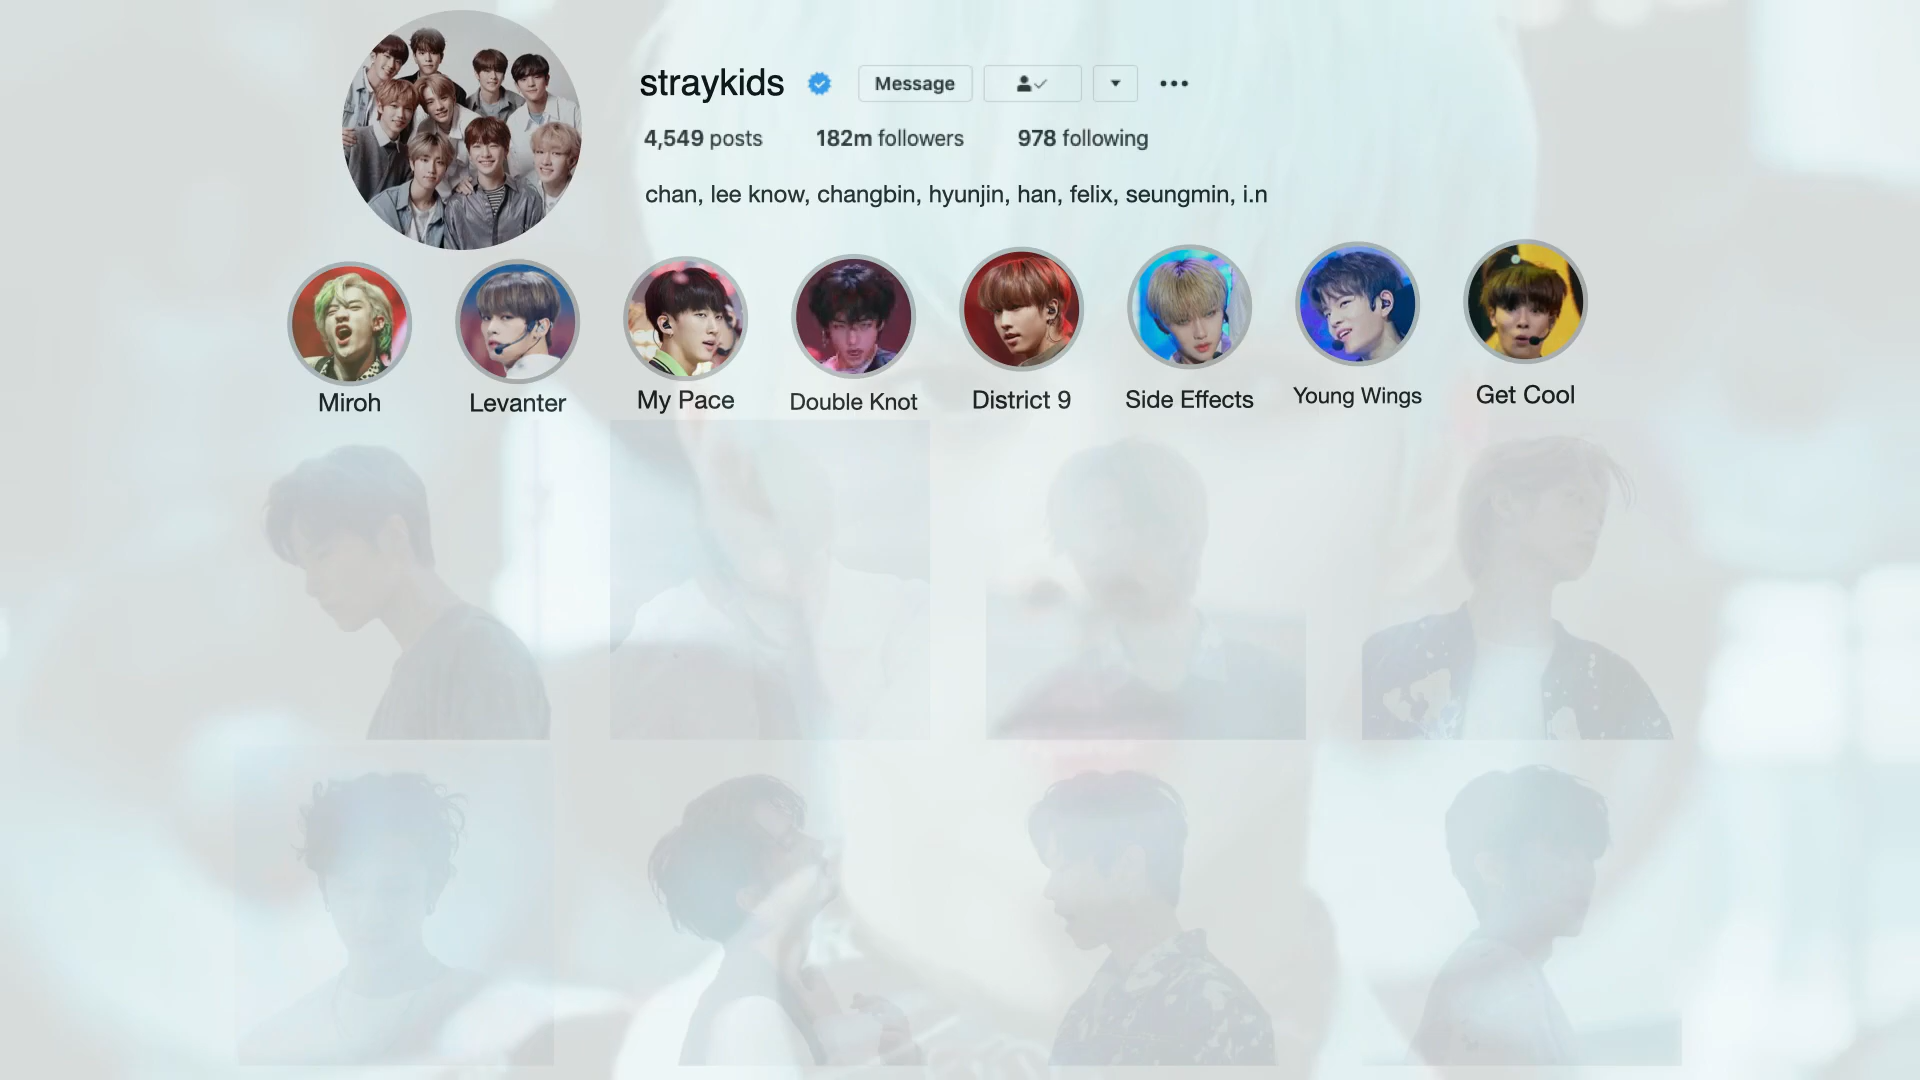 straykids Message
4,549 posts 182m followers 978 following
chan, lee know, changbin, hyunjin, han, felix, seungmin, i.n
Miroh Levanter My Pace Double Knot District 9 Side Effects Young Wings Get Cool